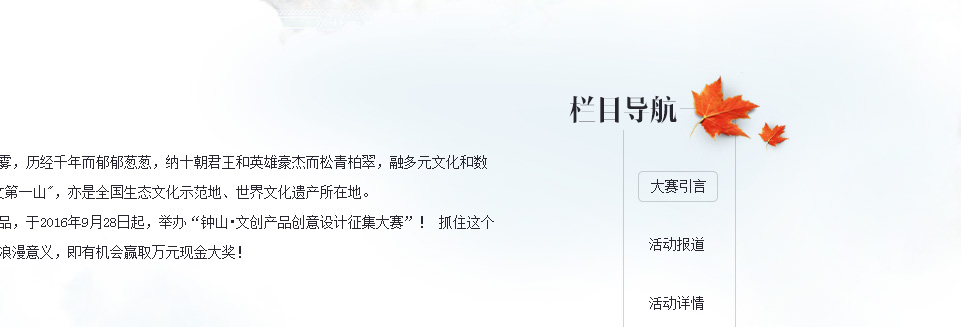 栏目导航
雾，历经千年而郁郁葱葱，纳十朝君王和英雄豪杰而松青柏翠，融多元文化和数
文第一山"，亦是全国生态文化示范地、世界文化遗产所在地。
品，于2016年9月28日起，举办“钟山•文创产品创意设计征集大赛”！ 抓住这个
浪漫意义，即有机会赢取万元现金大奖！
大赛引言
活动报道
活动详情